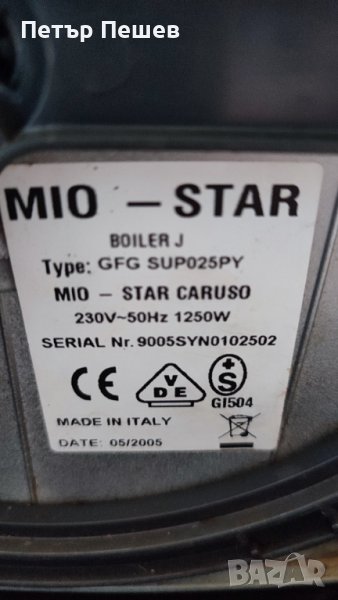 Петър Пешев
MIO – STAR
BOILER J
Type: GFG SUP025PY
MIO – STAR CARUSO
230V~50Hz 1250W
SERIAL Nr. 9005SYN0102502
CE
VDE
+S
GI504
MADE IN ITALY
DATE: 05/2005
BAZAR